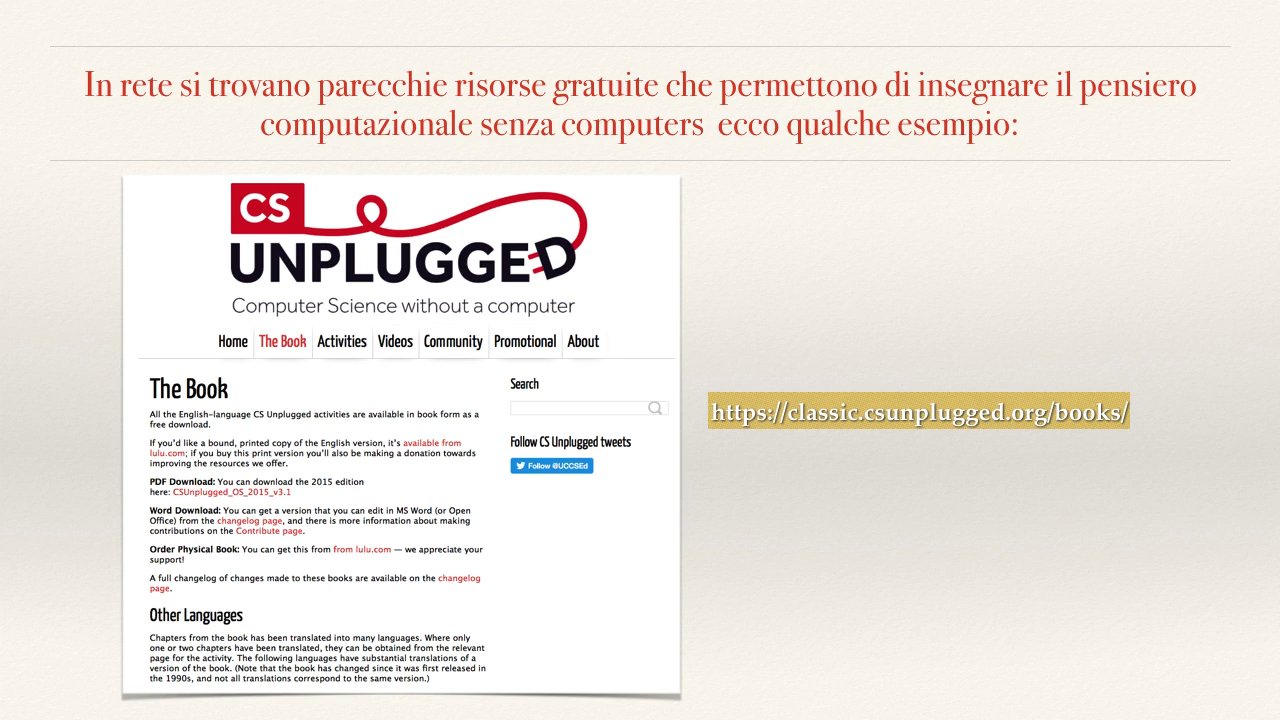 In rete si trovano parecchie risorse gratuite che permettono di insegnare il pensiero
computazionale senza computers ecco qualche esempio:
CS
UNPLUGGED
Computer Science without a computer
Home The Book Activities Videos Community Promotional About
The Book
All the English-language CS Unplugged activities are available in book form as a
free download.
If you'd like a bound, printed copy of the English version, it's available from
lulu.com; if you buy this print version you'll also be making a donation towards
improving the resources we offer.
PDF Download: You can download the 2015 edition
here: CSUnplugged_OS_2015_v3.1
Word Download: You can get a version that you can edit in MS Word (or Open
Office) from the changelog page, and there is more information about making
contributions on the Contribute page.
Order Physical Book: You can get this from from lulu.com — we appreciate your
support!
A full changelog of changes made to these books are available on the changelog
page.
Other Languages
Chapters from the book has been translated into many languages. Where only
one or two chapters have been translated, they can be obtained from the relevant
page for the activity. The following languages have substantial translations of a
version of the book. (Note that the book has changed since it was first released in
the 1990s, and not all translations correspond to the same version.)
Search
Follow CS Unplugged tweets
Follow @UCCSEd
https://classic.csunplugged.org/books/